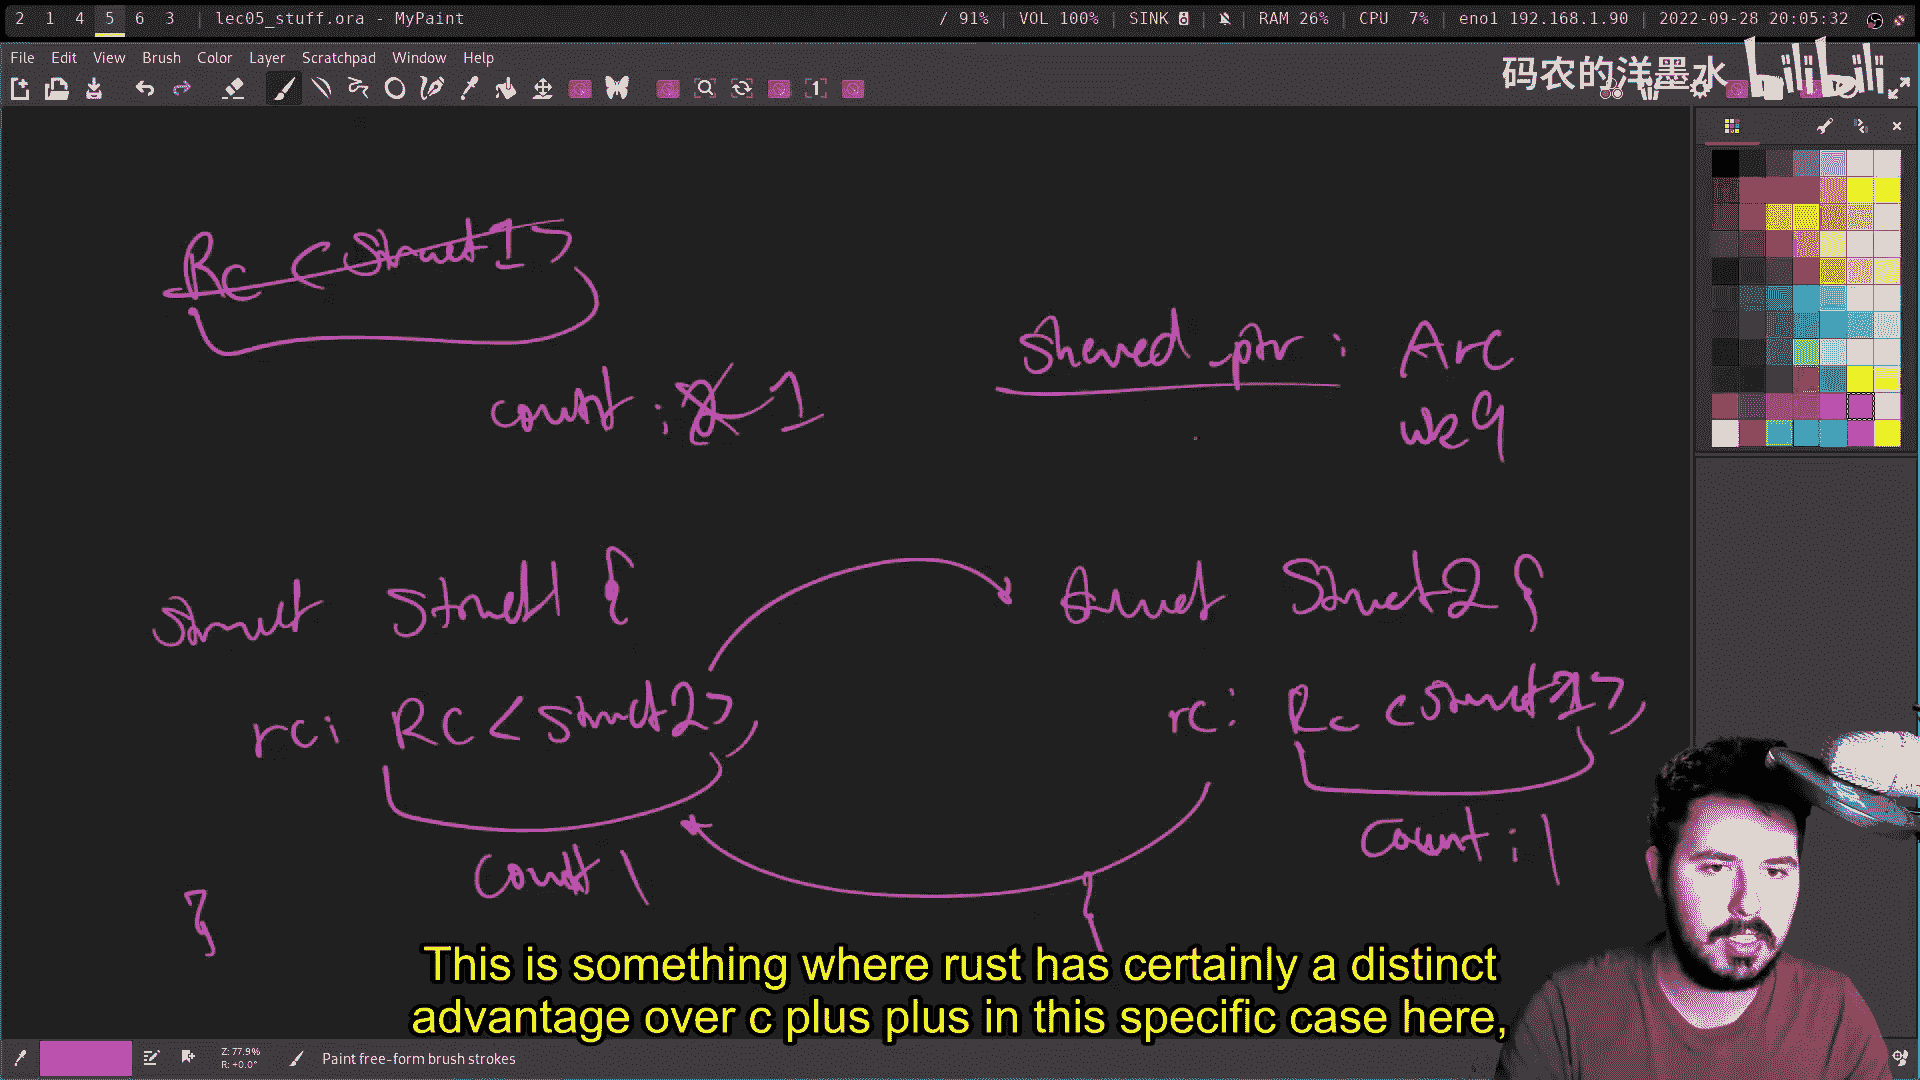 2 1 4 5 6 3 | lec05_stuff.ora - MyPaint
/ 91% | VOL 100% | SINK | | RAM 26% | CPU 7% | eno1 192.168.1.90 | 2022-09-28 20:05:32
File Edit View Brush Color Layer Scratchpad Window Help
码农的洋墨水 bilibili
Rc <Struct1>
count : 2 1
Shared_ptr : Arc
wk9
struct Struct1 {
rc: RC<Struct2>,
count 1
}
struct Struct2 {
rc: Rc<Struct1>,
Count : 1
}
This is something where rust has certainly a distinct
advantage over c plus plus in this specific case here,
Z: 77.9%
R: +0.0°
Paint free-form brush strokes